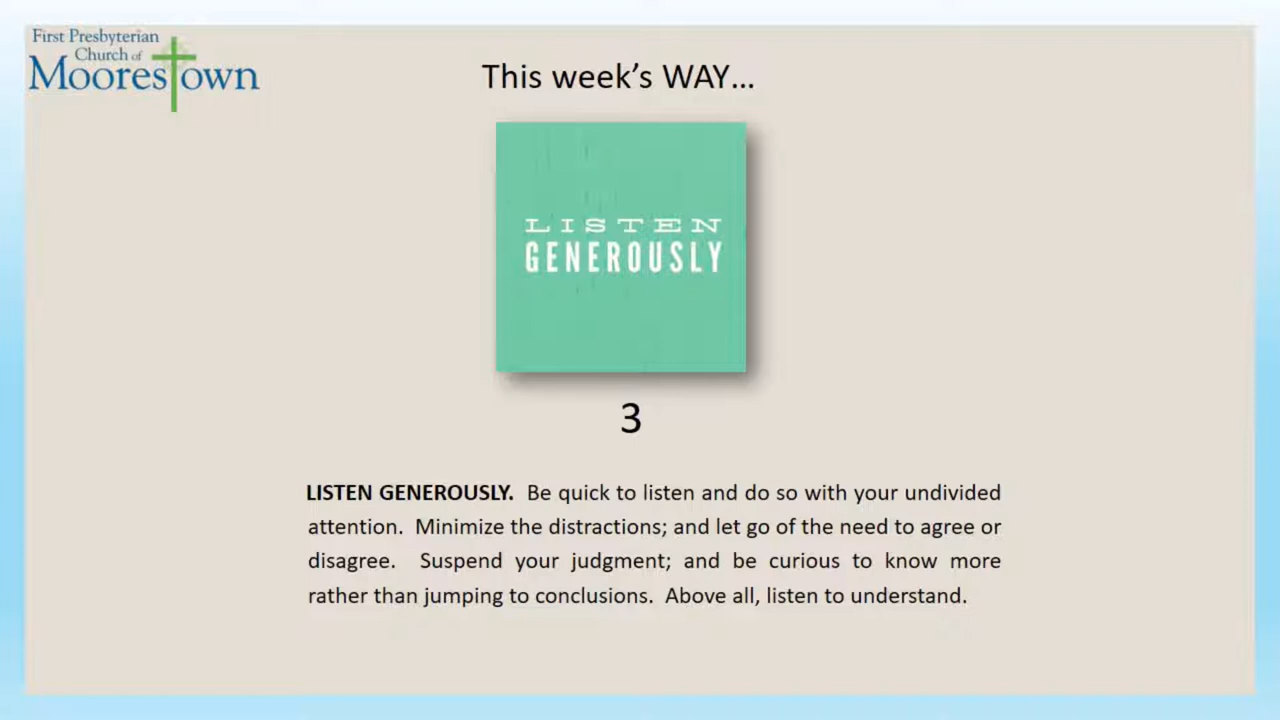 First Presbyterian
Church of
Moorestown
This week's WAY...
LISTEN
GENEROUSLY
3
LISTEN GENEROUSLY. Be quick to listen and do so with your undivided
attention. Minimize the distractions; and let go of the need to agree or
disagree. Suspend your judgment; and be curious to know more
rather than jumping to conclusions. Above all, listen to understand.